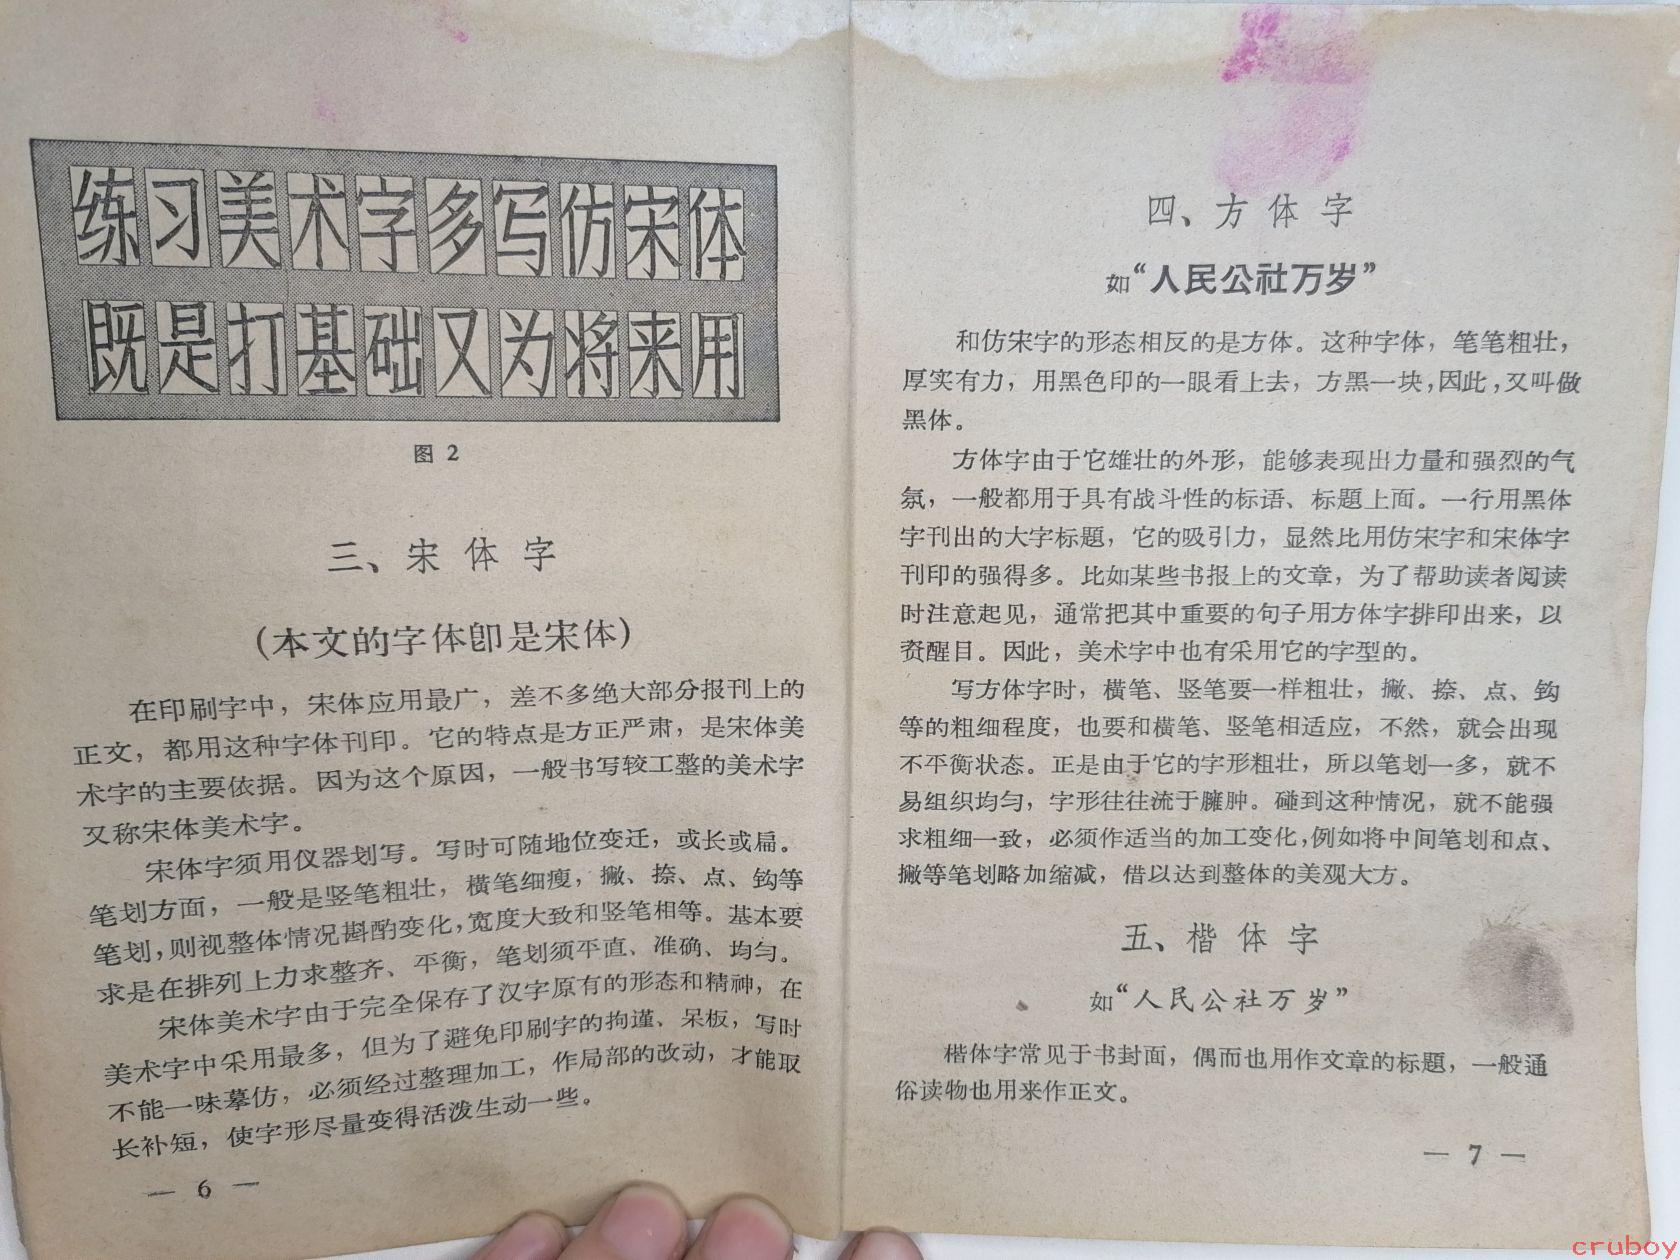 练习美术字多写仿宋体
既是打基础又为将来用
图 2
三、宋体字
(本文的字体卽是宋体)
在印刷字中，宋体应用最广，差不多绝大部分报刊上的
正文，都用这种字体刊印。它的特点是方正严肃，是宋体美
术字的主要依据。因为这个原因，一般书写较工整的美术字
又称宋体美术字。
宋体字须用仪器划写。写时可随地位变迁，或长或扁。
笔划方面，一般是竖笔粗壮，横笔细瘦，撇、捺、点、钩等
笔划，则视整体情况斟酌变化，宽度大致和竖笔相等。基本要
求是在排列上力求整齐、平衡，笔划须平直、准确、均匀。
宋体美术字由于完全保存了汉字原有的形态和精神，在
美术字中采用最多，但为了避免印刷字的拘谨、呆板，写时
不能一味摹仿，必须经过整理加工，作局部的改动，才能取
长补短，使字形尽量变得活泼生动一些。
— 6 —
四、方体字
如“人民公社万岁”
和仿宋字的形态相反的是方体。这种字体，笔笔粗壮，
厚实有力，用黑色印的一眼看上去，方黑一块，因此，又叫做
黑体。
方体字由于它雄壮的外形，能够表现出力量和强烈的气
氛，一般都用于具有战斗性的标语、标题上面。一行用黑体
字刊出的大字标题，它的吸引力，显然比用仿宋字和宋体字
刊印的强得多。比如某些书报上的文章，为了帮助读者阅读
时注意起见，通常把其中重要的句子用方体字排印出来，以
资醒目。因此，美术字中也有采用它的字型的。
写方体字时，横笔、竖笔要一样粗壮，撇、捺、点、钩
等的粗细程度，也要和横笔、竖笔相适应，不然，就会出现
不平衡状态。正是由于它的字形粗壮，所以笔划一多，就不
易组织均匀，字形往往流于臃肿。碰到这种情况，就不能强
求粗细一致，必须作适当的加工变化，例如将中间笔划和点、
撇等笔划略加缩减，借以达到整体的美观大方。
五、楷体字
如“人民公社万岁”
楷体字常见于书封面，偶而也用作文章的标题，一般通
俗读物也用来作正文。
— 7 —
cruboy